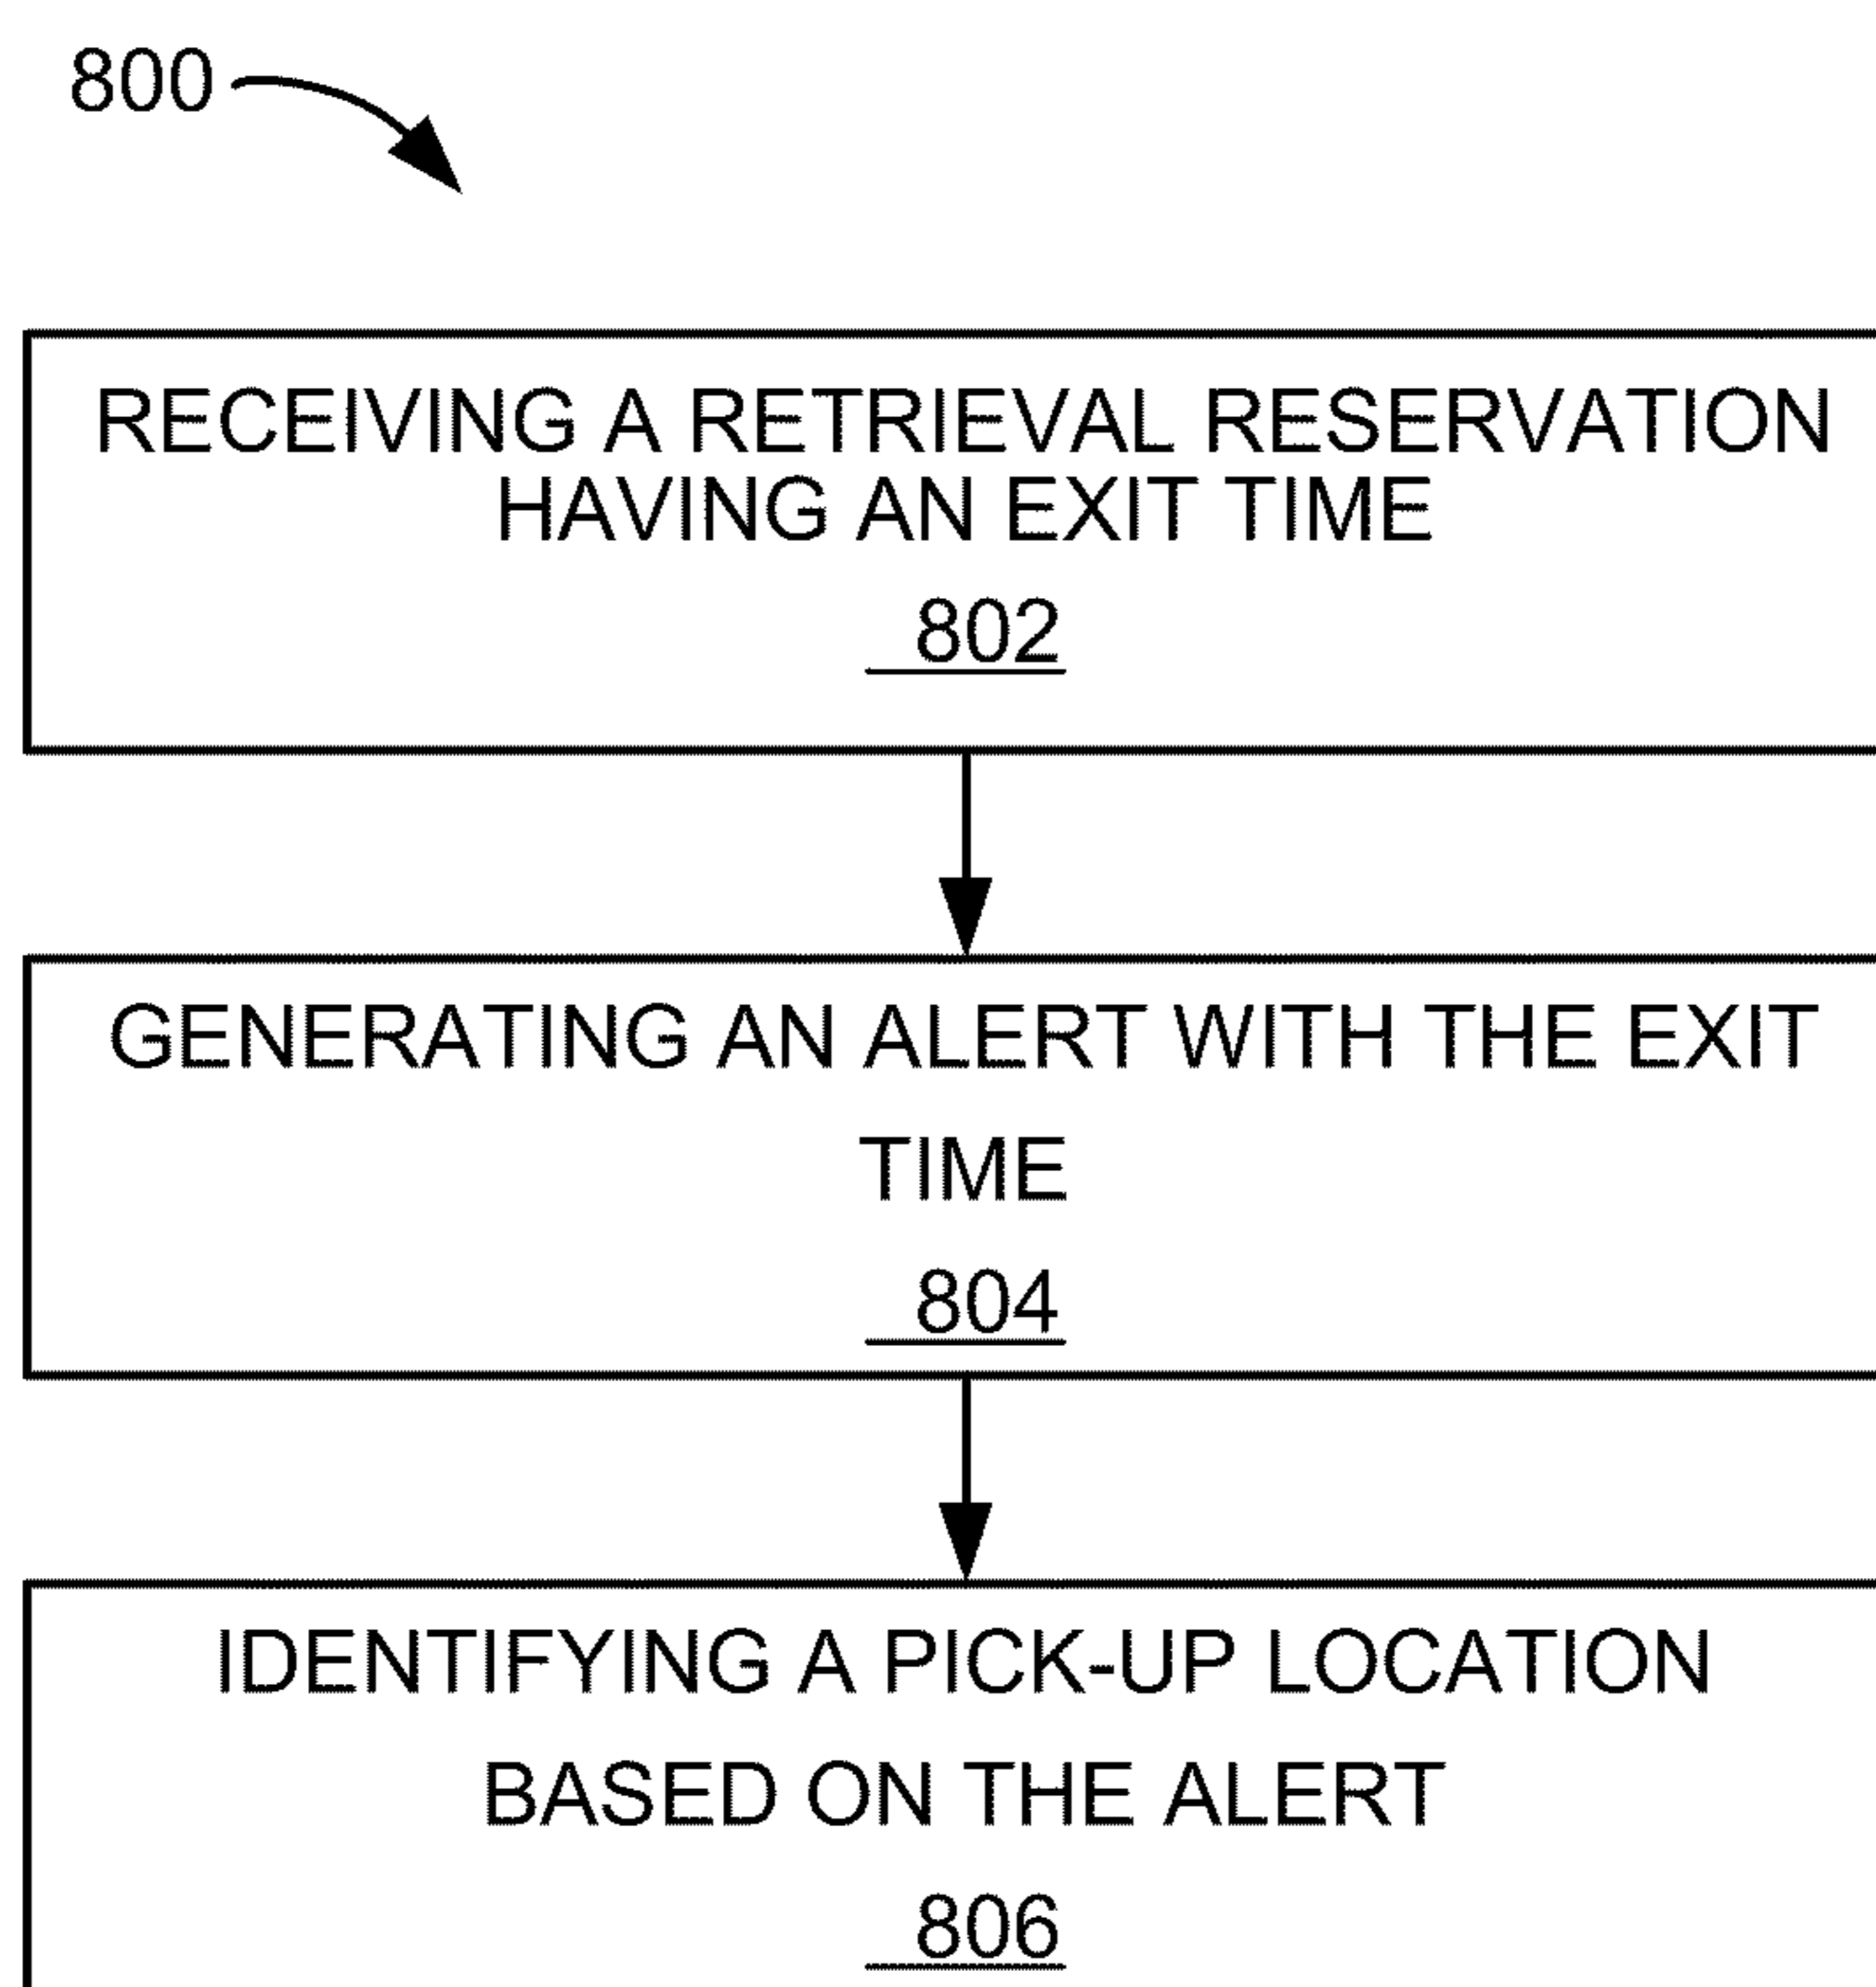 800
RECEIVING A RETRIEVAL RESERVATION
HAVING AN EXIT TIME
802
GENERATING AN ALERT WITH THE EXIT
TIME
804
IDENTIFYING A PICK-UP LOCATION
BASED ON THE ALERT
806